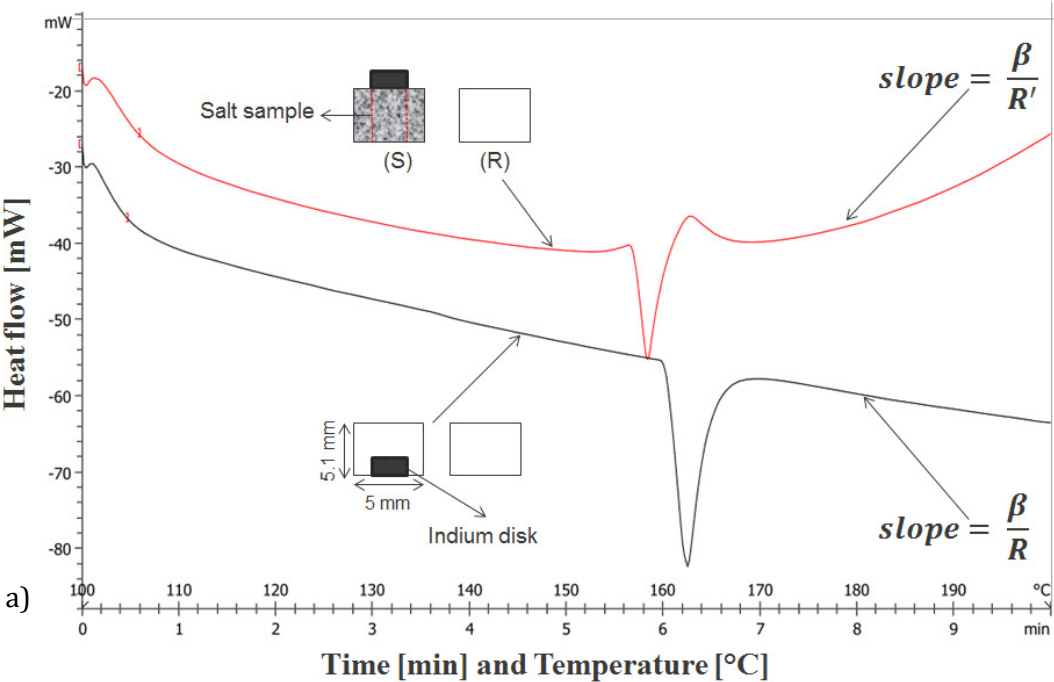 mW
-20
-30
-40
-50
-60
-70
-80
Heat flow [mW]
1
1
Salt sample
(S)
(R)
slope = β/R′
5.1 mm
5 mm
Indium disk
slope = β/R
a)
100 110 120 130 140 150 160 170 180 190 °C
0 1 2 3 4 5 6 7 8 9 min
Time [min] and Temperature [°C]